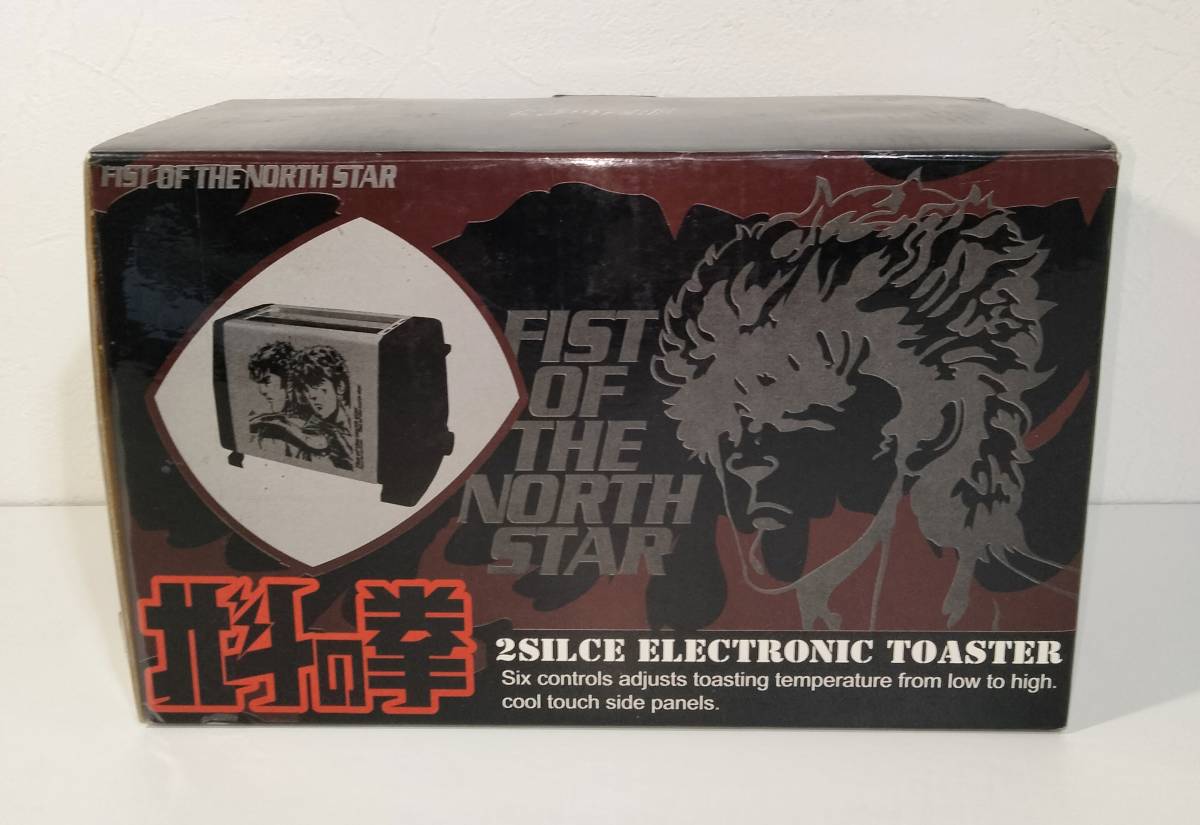 FIST OF THE NORTH STAR
FIST
OF
THE
NORTH
STAR
北斗の拳
2SILCE ELECTRONIC TOASTER
Six controls adjusts toasting temperature from low to high.
cool touch side panels.